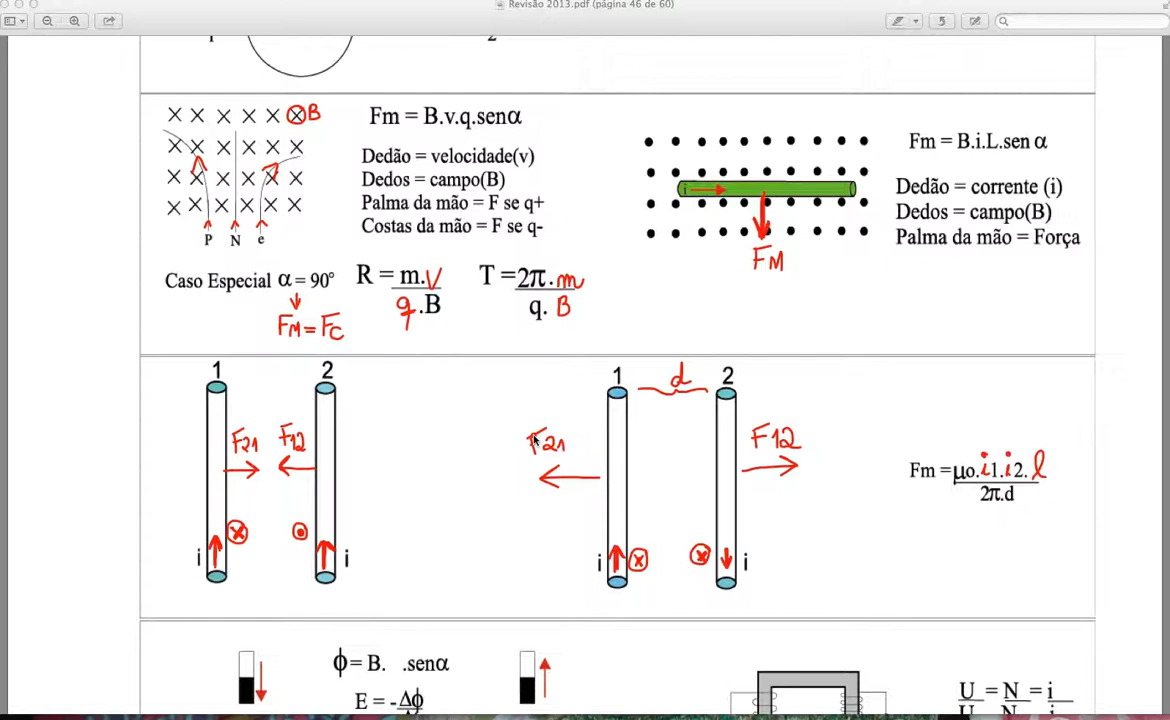 Revisão 2013.pdf (página 46 de 60)
5
2
B
Fm = B.v.q.senα
Dedão = velocidade(v)
Dedos = campo(B)
Palma da mão = F se q+
Costas da mão = F se q-
P N e
Caso Especial α = 90°
FM = FC
R = m.V
q.B
T = 2π.m
q. B
i
FM
Fm = B.i.L.sen α
Dedão = corrente (i)
Dedos = campo(B)
Palma da mão = Força
1 2
F21 F12
i i
1 d 2
F21 F12
i i
Fm = μo.i1.i2.l
2π.d
ϕ = B. .senα
E = -Δϕ
U = N = i